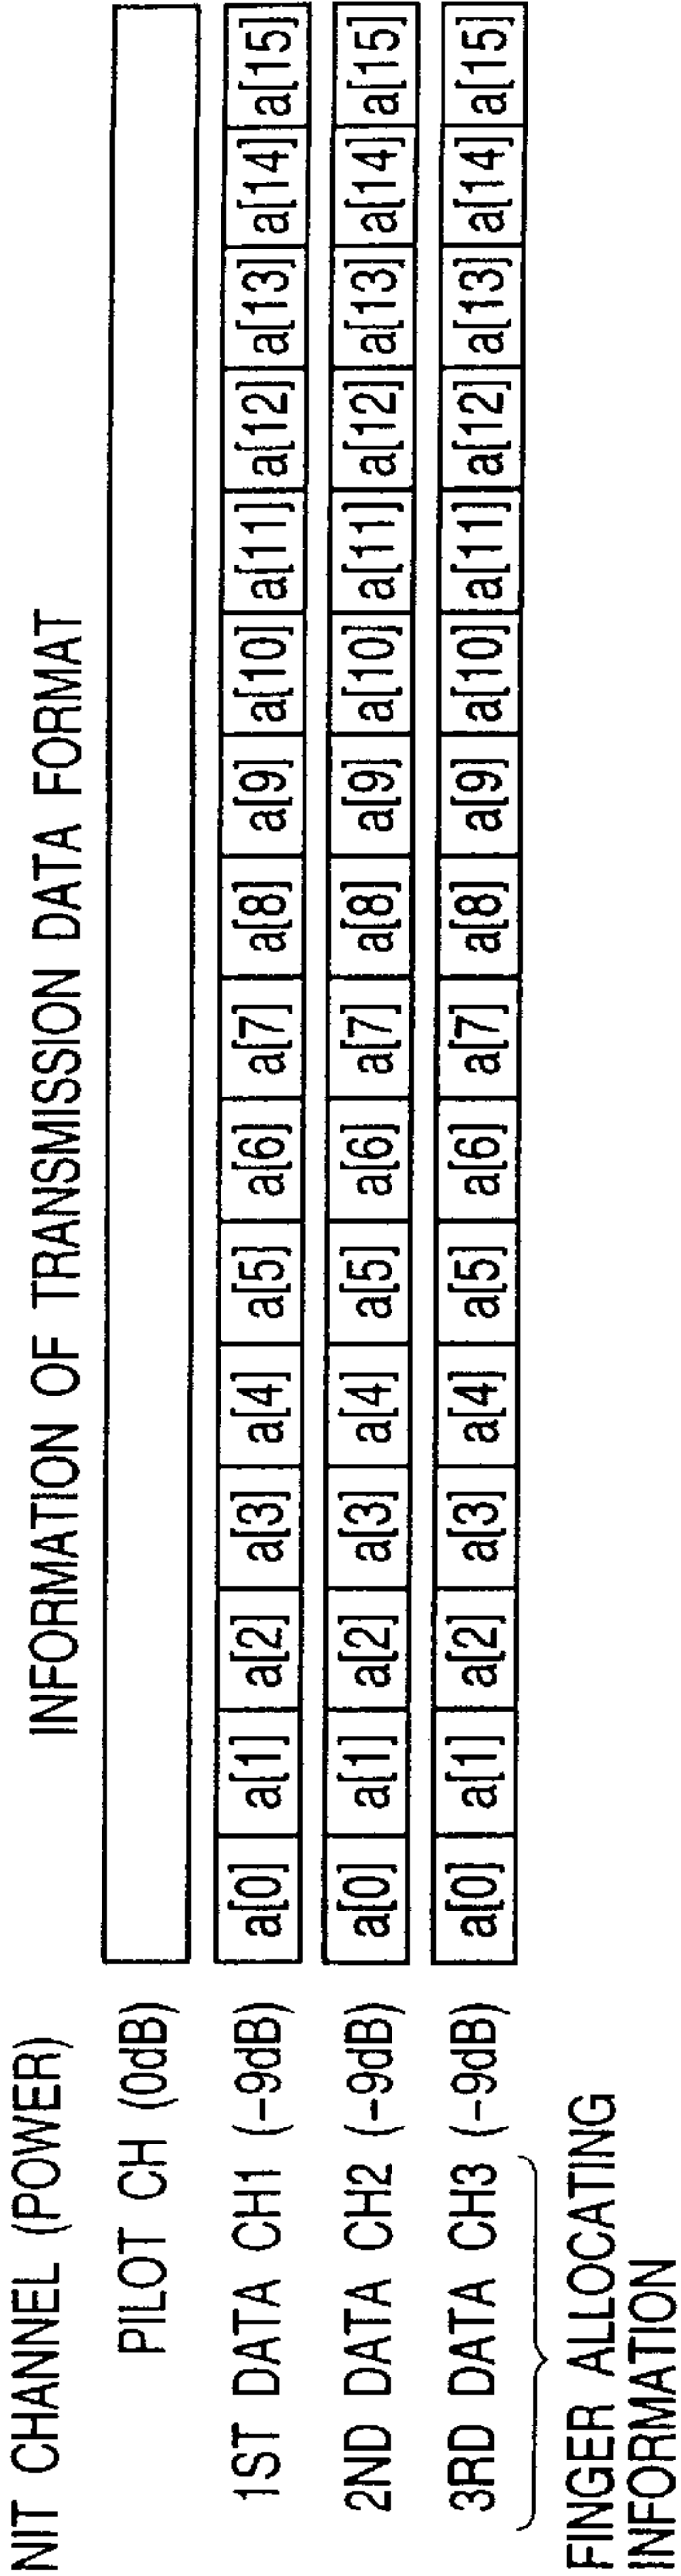 NIT CHANNEL (POWER)
INFORMATION OF TRANSMISSION DATA FORMAT
PILOT CH (0dB)
1ST DATA CH1 (-9dB) a[0] a[1] a[2] a[3] a[4] a[5] a[6] a[7] a[8] a[9] a[10] a[11] a[12] a[13] a[14] a[15]
2ND DATA CH2 (-9dB) a[0] a[1] a[2] a[3] a[4] a[5] a[6] a[7] a[8] a[9] a[10] a[11] a[12] a[13] a[14] a[15]
3RD DATA CH3 (-9dB) a[0] a[1] a[2] a[3] a[4] a[5] a[6] a[7] a[8] a[9] a[10] a[11] a[12] a[13] a[14] a[15]
FINGER ALLOCATING
INFORMATION